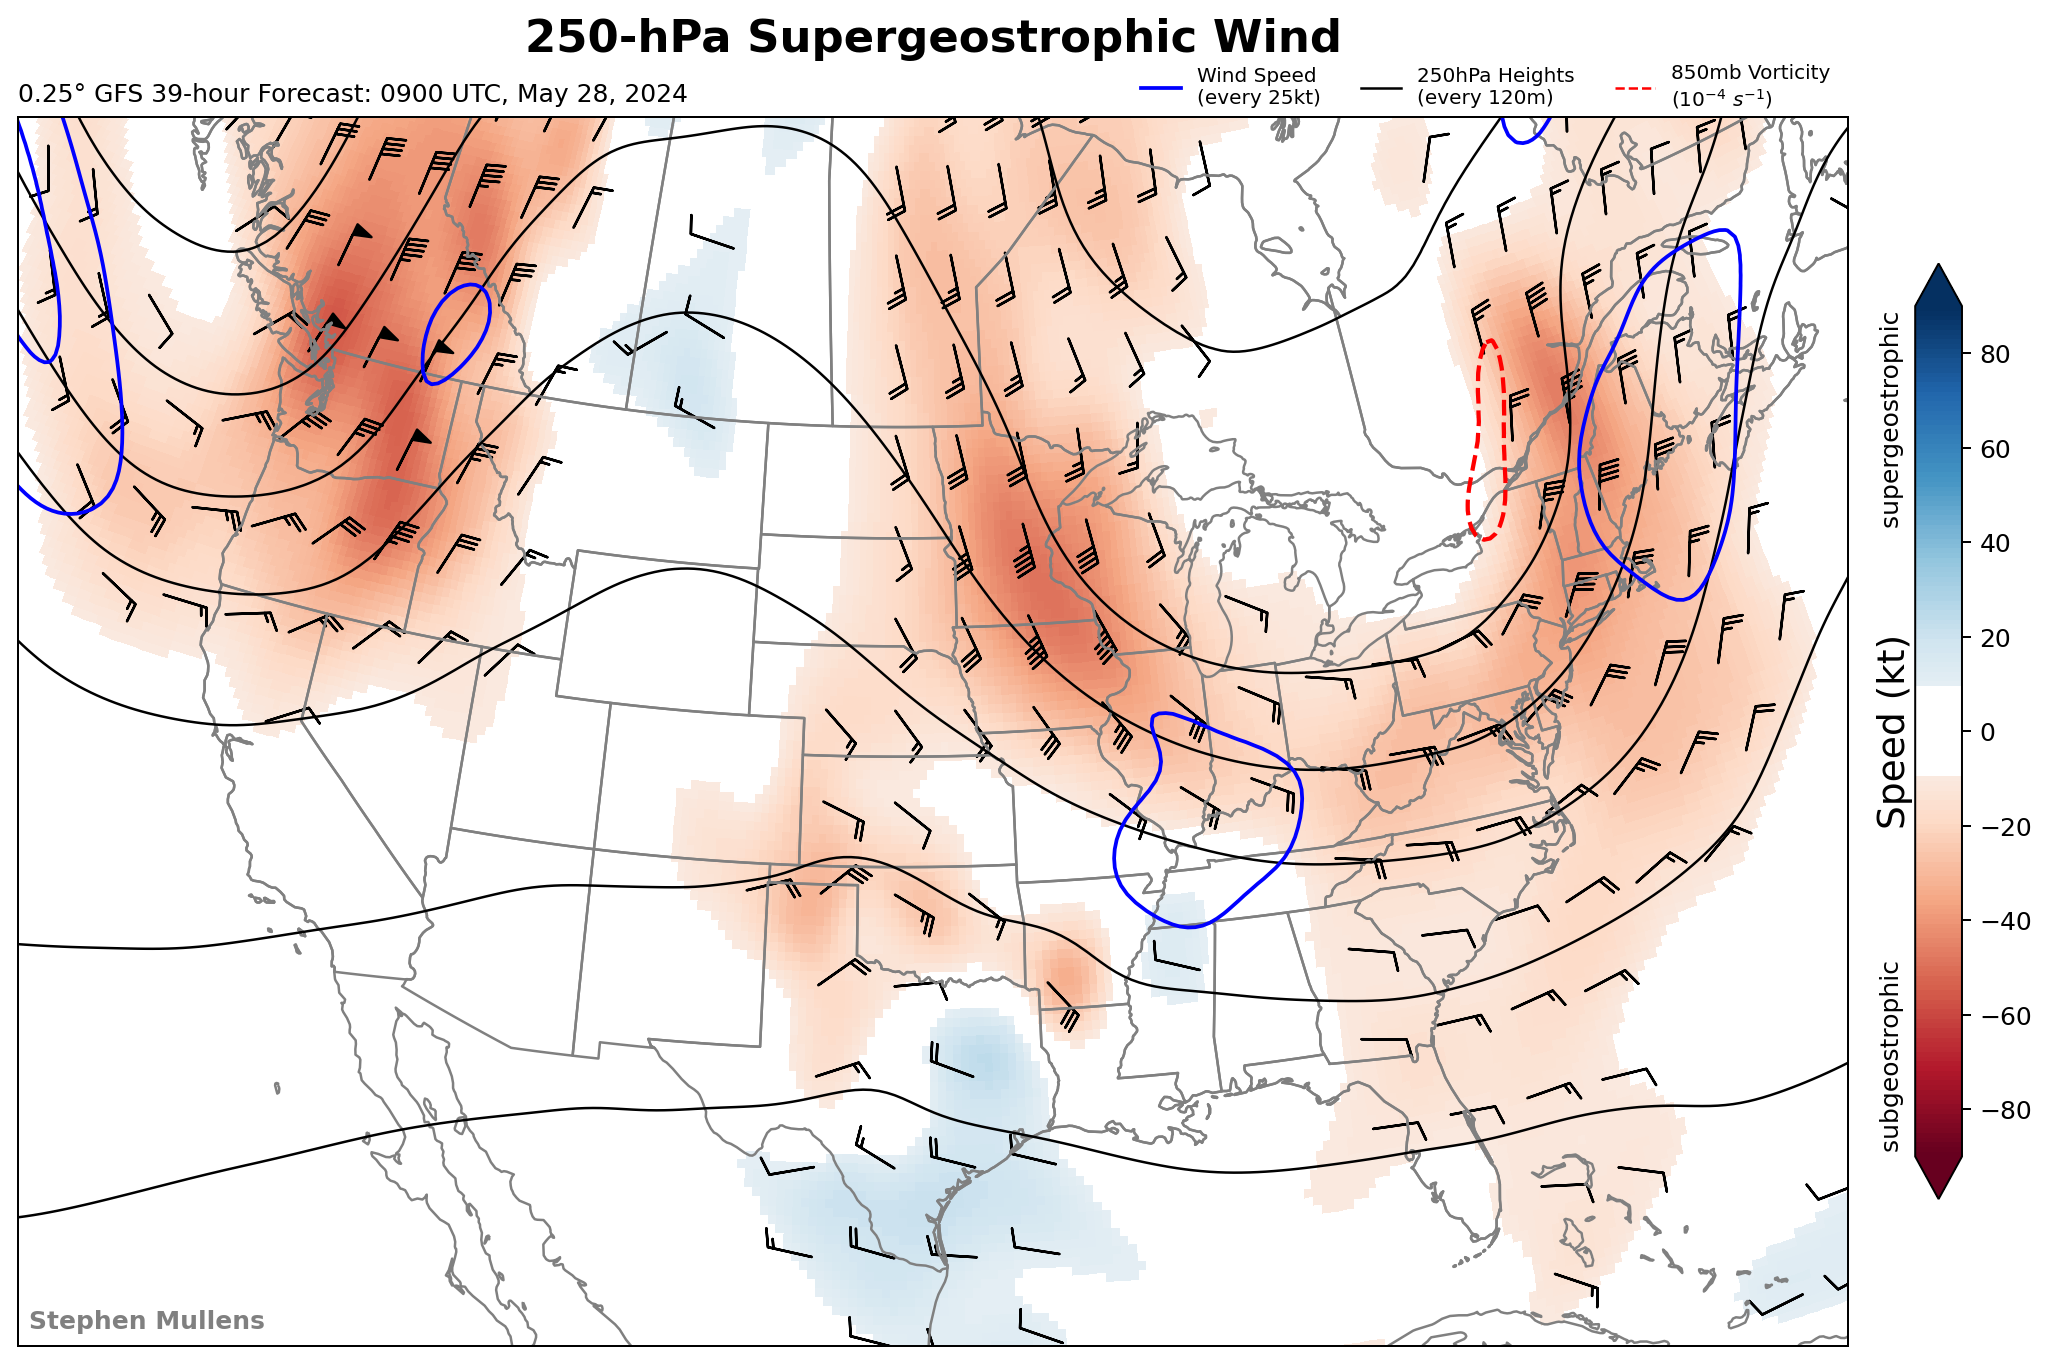 250-hPa Supergeostrophic Wind
0.25° GFS 39-hour Forecast: 0900 UTC, May 28, 2024
Wind Speed
(every 25kt)
250hPa Heights
(every 120m)
850mb Vorticity
(10⁻⁴ s⁻¹)
supergeostrophic
Speed (kt)
subgeostrophic
80
60
40
20
0
−20
−40
−60
−80
Stephen Mullens